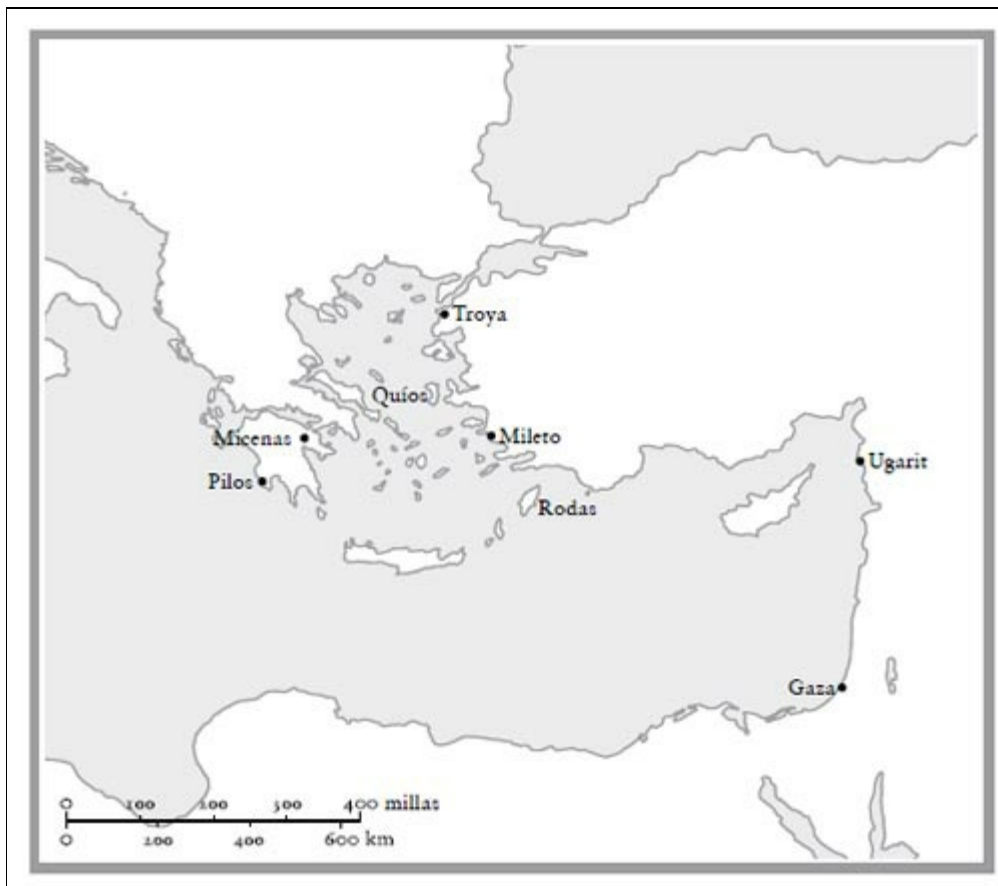 Troya
Quíos
Micenas
Mileto
Ugarit
Pilos
Rodas
Gaza
0 100 200 300 400 millas
0 200 400 600 km